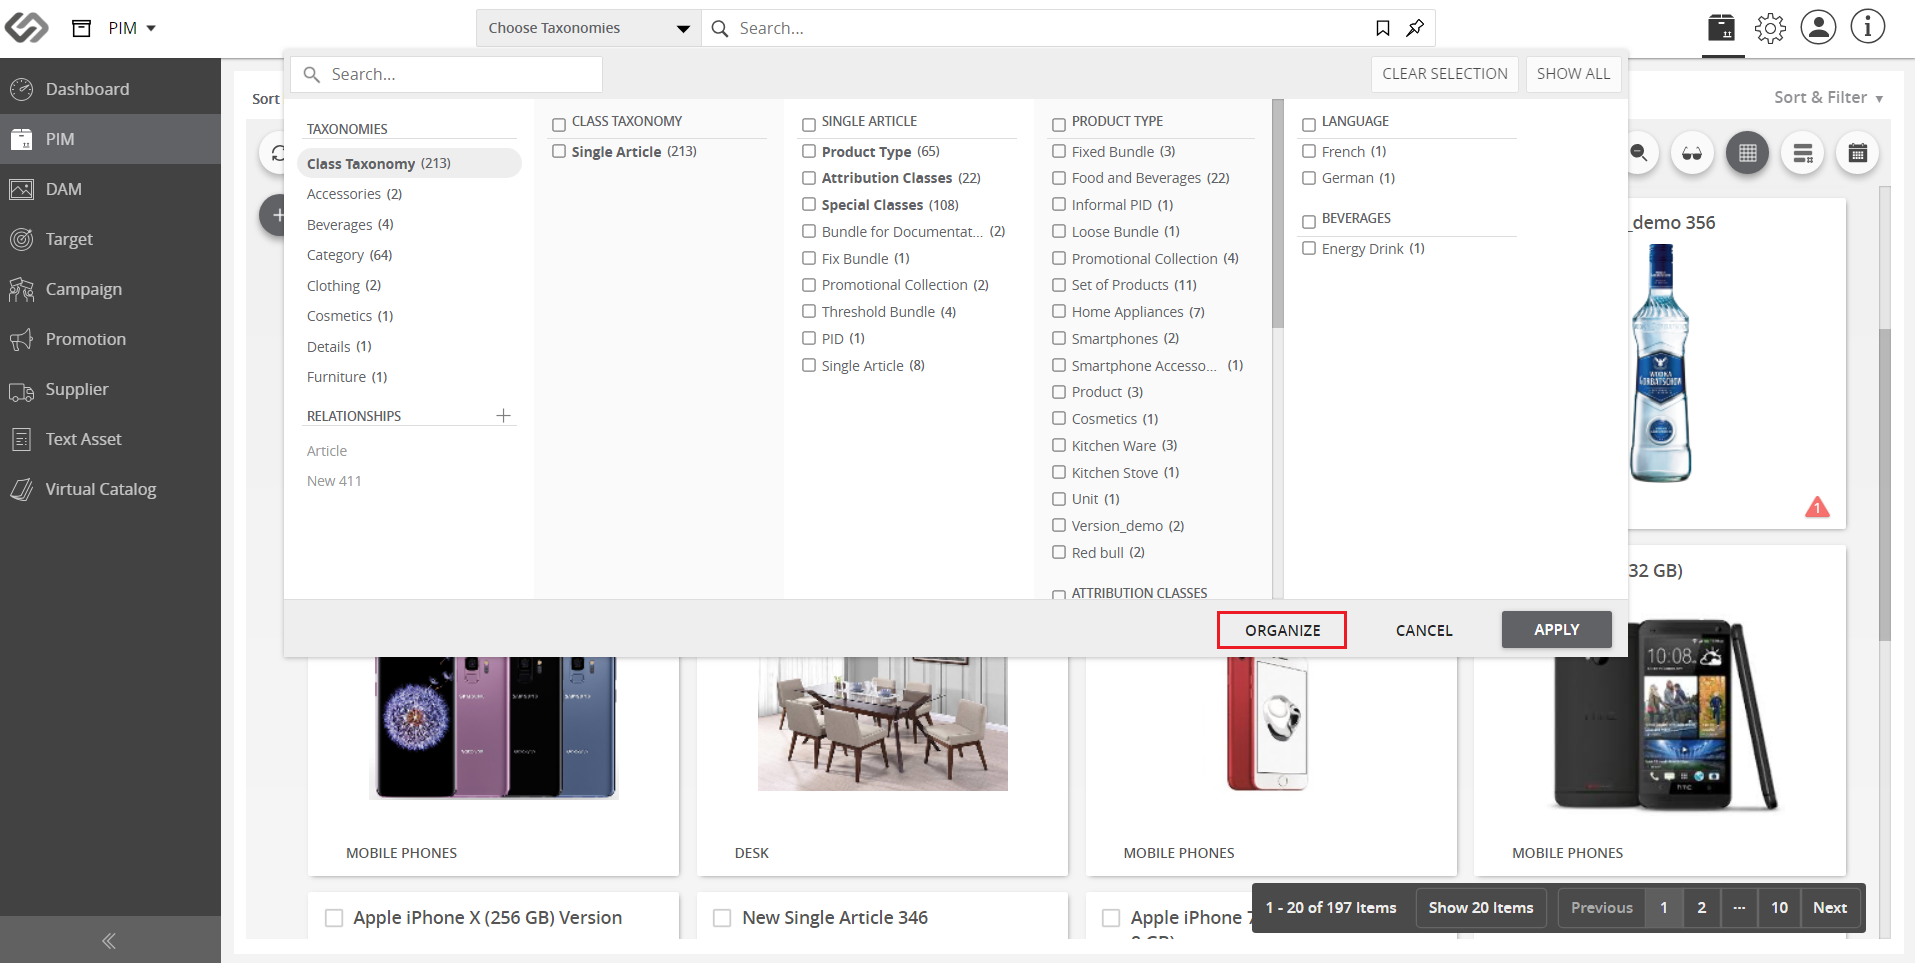 PIM
Choose Taxonomies
Search...
Search...
CLEAR SELECTION
SHOW ALL
Dashboard
PIM
DAM
Target
Campaign
Promotion
Supplier
Text Asset
Virtual Catalog
Sort
Sort & Filter
TAXONOMIES
Class Taxonomy (213)
Accessories (2)
Beverages (4)
Category (64)
Clothing (2)
Cosmetics (1)
Details (1)
Furniture (1)
RELATIONSHIPS
Article
New 411
CLASS TAXONOMY
Single Article (213)
SINGLE ARTICLE
Product Type (65)
Attribution Classes (22)
Special Classes (108)
Bundle for Documentat... (2)
Fix Bundle (1)
Promotional Collection (2)
Threshold Bundle (4)
PID (1)
Single Article (8)
PRODUCT TYPE
Fixed Bundle (3)
Food and Beverages (22)
Informal PID (1)
Loose Bundle (1)
Promotional Collection (4)
Set of Products (11)
Home Appliances (7)
Smartphones (2)
Smartphone Accesso... (1)
Product (3)
Cosmetics (1)
Kitchen Ware (3)
Kitchen Stove (1)
Unit (1)
Version_demo (2)
Red bull (2)
ATTRIBUTION CLASSES
LANGUAGE
French (1)
German (1)
BEVERAGES
Energy Drink (1)
ORGANIZE
CANCEL
APPLY
_demo 356
WODKA
GORBATSCHOW
1
32 GB)
10:08
hTC
MOBILE PHONES
DESK
MOBILE PHONES
MOBILE PHONES
Apple iPhone X (256 GB) Version
New Single Article 346
Apple iPhone 7
1 - 20 of 197 Items
Show 20 Items
Previous
1
2
...
10
Next